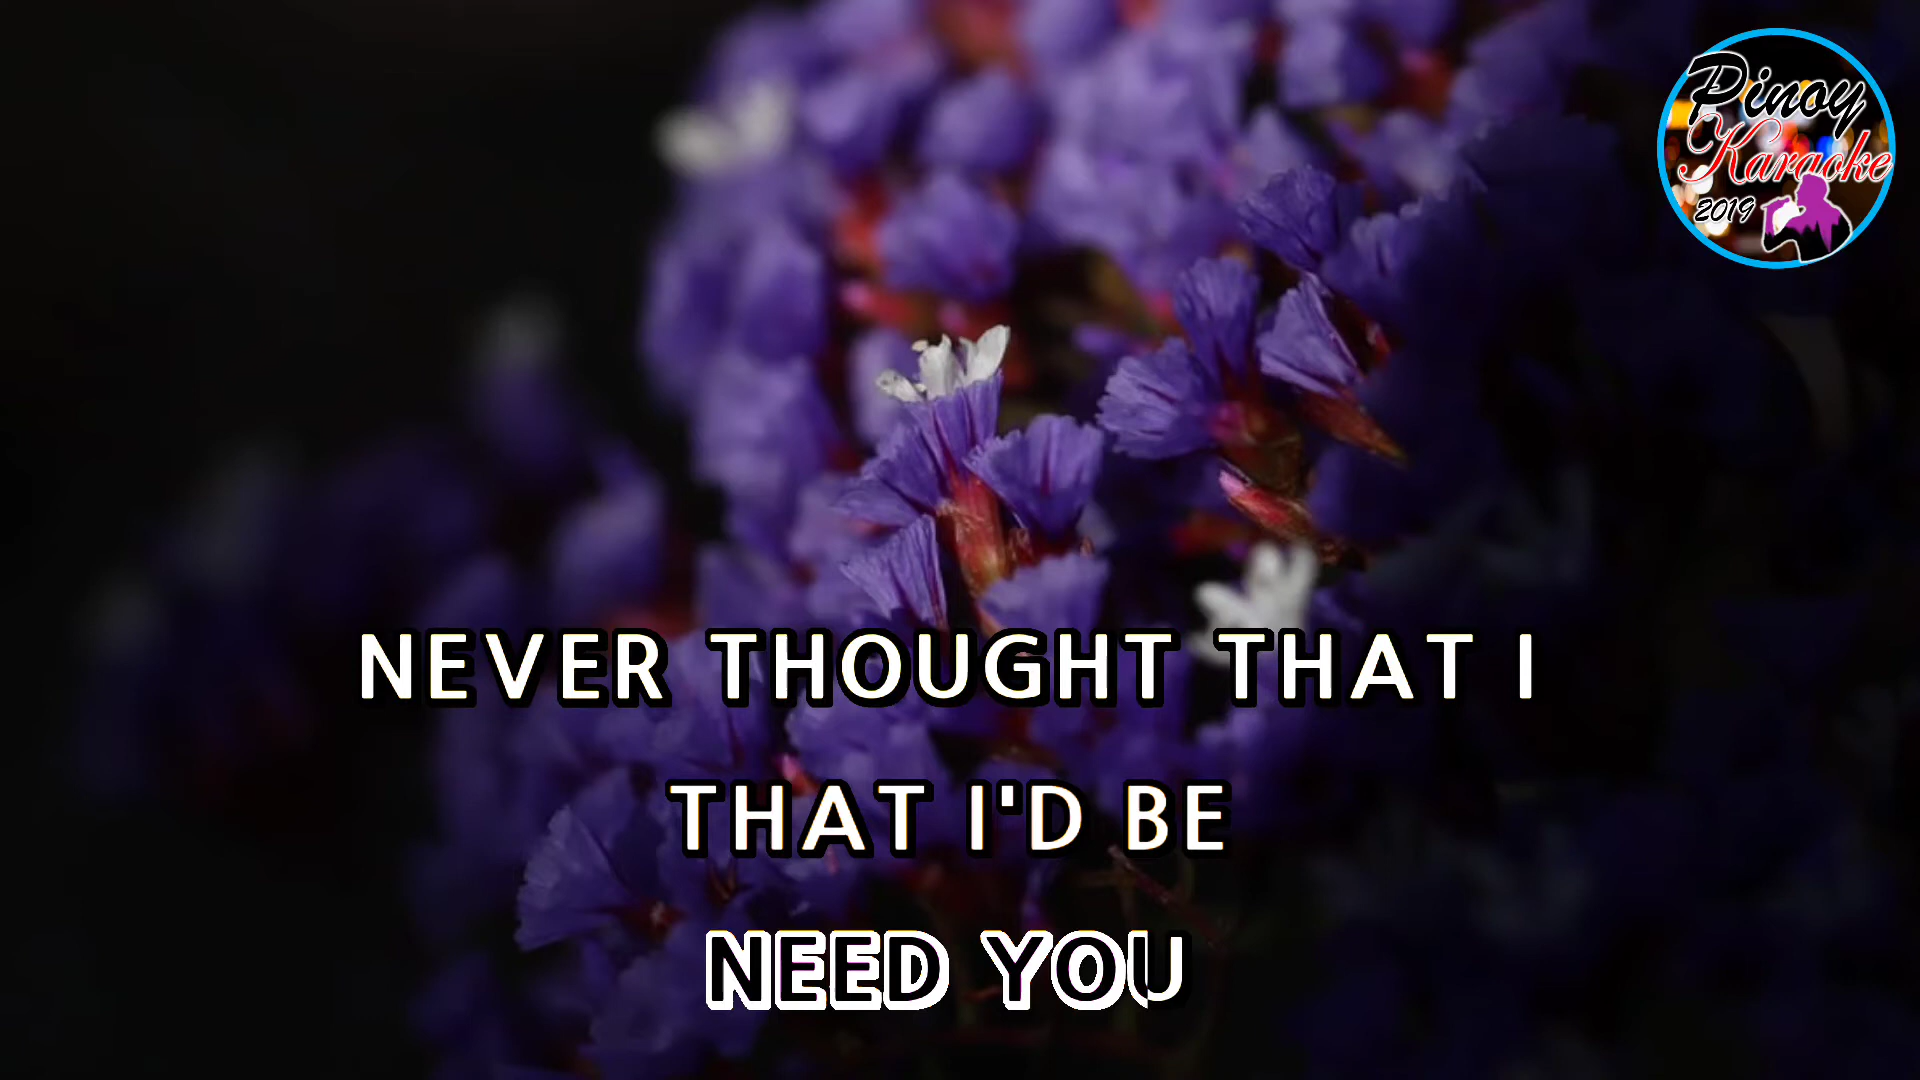 Pinoy
Karaoke
2019
NEVER THOUGHT THAT I
THAT I'D BE
NEED YOU